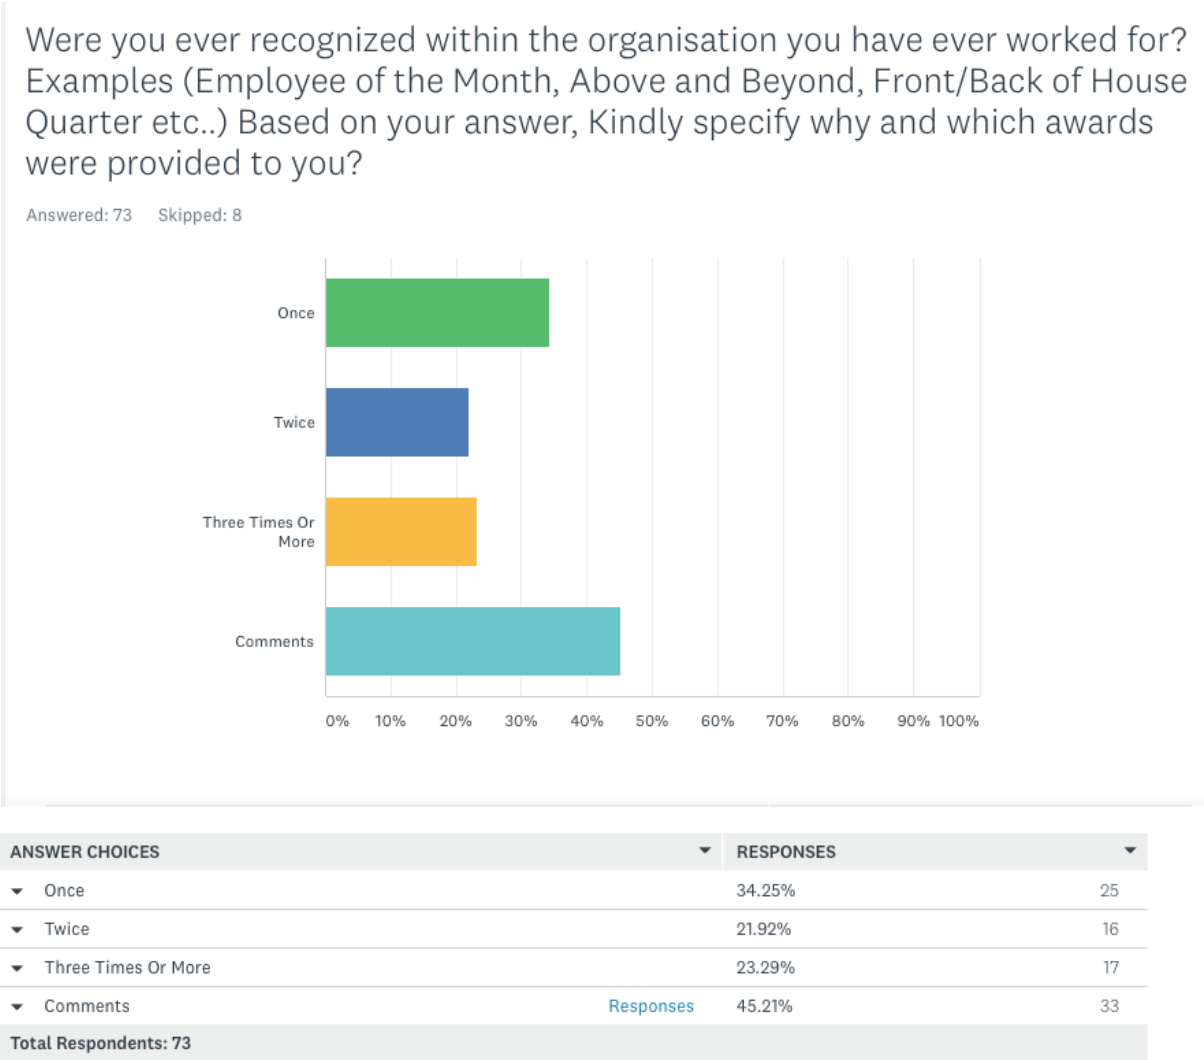 Were you ever recognized within the organisation you have ever worked for?
Examples (Employee of the Month, Above and Beyond, Front/Back of House
Quarter etc..) Based on your answer, Kindly specify why and which awards
were provided to you?
Answered: 73 Skipped: 8
Once
Twice
Three Times Or
More
Comments
0% 10% 20% 30% 40% 50% 60% 70% 80% 90% 100%
ANSWER CHOICES RESPONSES
Once 34.25% 25
Twice 21.92% 16
Three Times Or More 23.29% 17
Comments Responses 45.21% 33
Total Respondents: 73